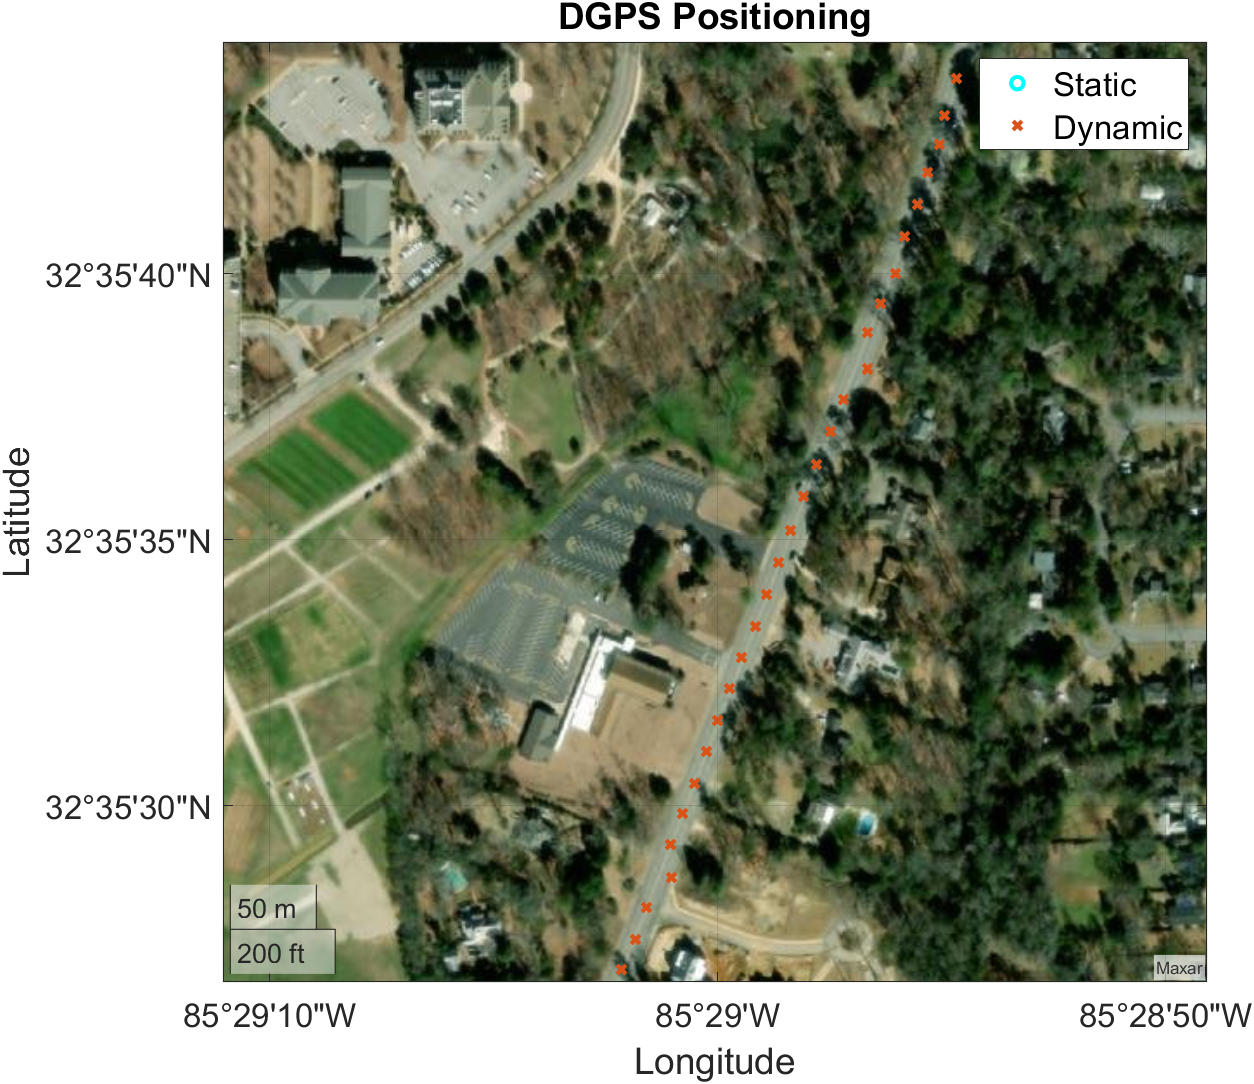 DGPS Positioning
Static
Dynamic
32°35'40"N
32°35'35"N
32°35'30"N
Latitude
50 m
200 ft
Maxar
85°29'10"W
85°29'W
85°28'50"W
Longitude